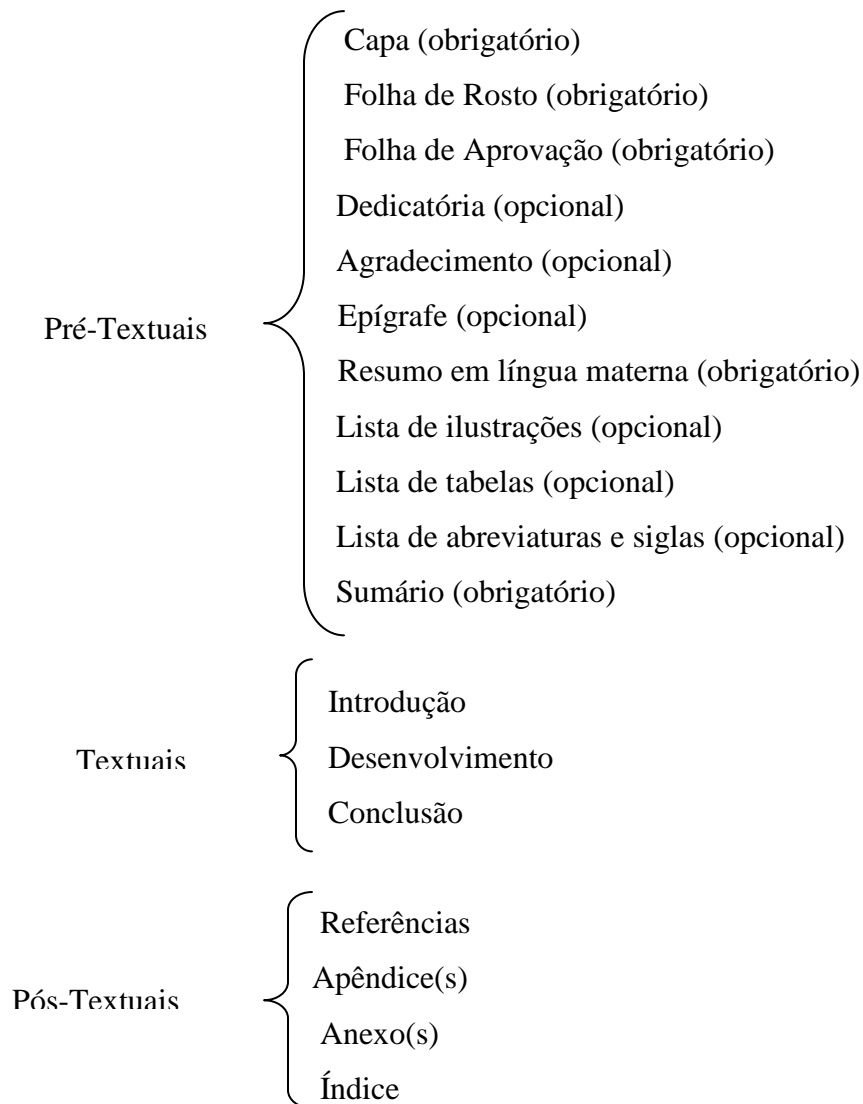 Capa (obrigatório)
Folha de Rosto (obrigatório)
Folha de Aprovação (obrigatório)
Dedicatória (opcional)
Agradecimento (opcional)
Pré-Textuais
Epígrafe (opcional)
Resumo em língua materna (obrigatório)
Lista de ilustrações (opcional)
Lista de tabelas (opcional)
Lista de abreviaturas e siglas (opcional)
Sumário (obrigatório)
Introdução
Textuais
Desenvolvimento
Conclusão
Referências
Apêndice(s)
Pós-Textuais
Anexo(s)
Índice